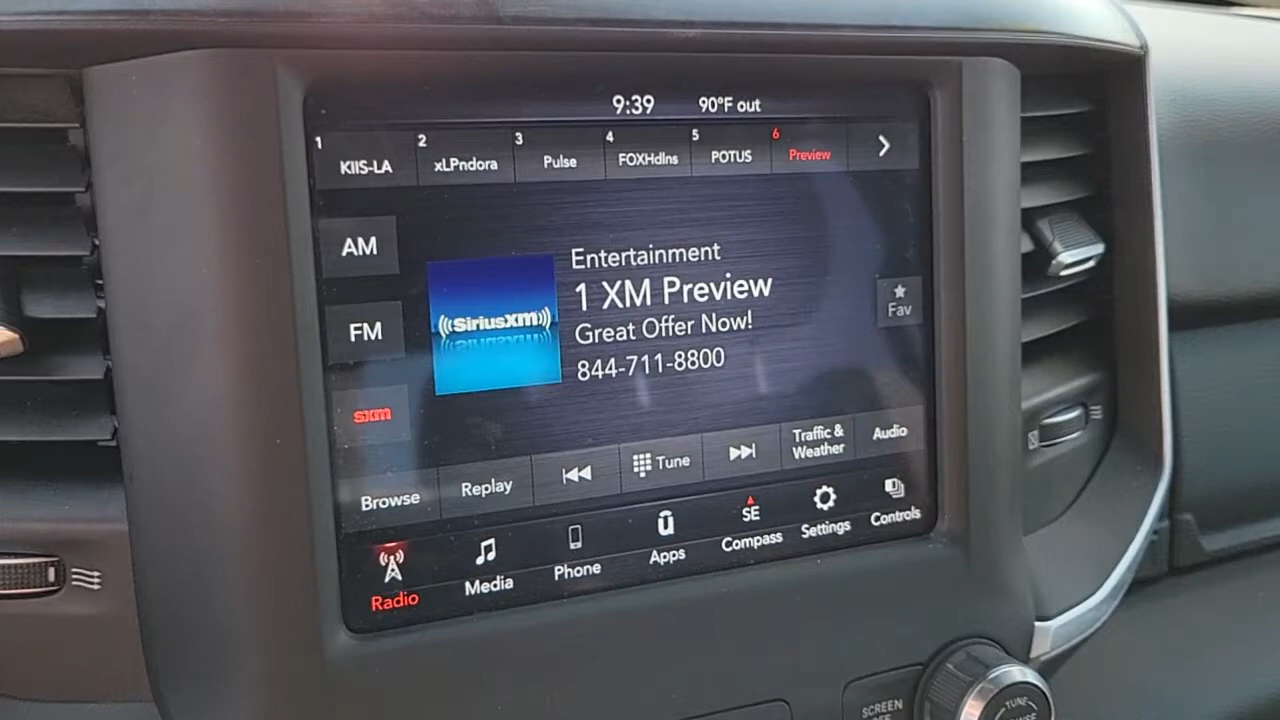 9:39 90°F out
1 KIIS-LA
2 xLPndora
3 Pulse
4 FOXHdlns
5 POTUS
6 Preview
AM
FM
sxm
((SiriusXM))
Entertainment
1 XM Preview
Great Offer Now!
844-711-8800
Fav
Browse
Replay
Tune
Traffic &
Weather
Audio
Radio
Media
Phone
û
Apps
SE
Compass
Settings
Controls
SCREEN
TUNE